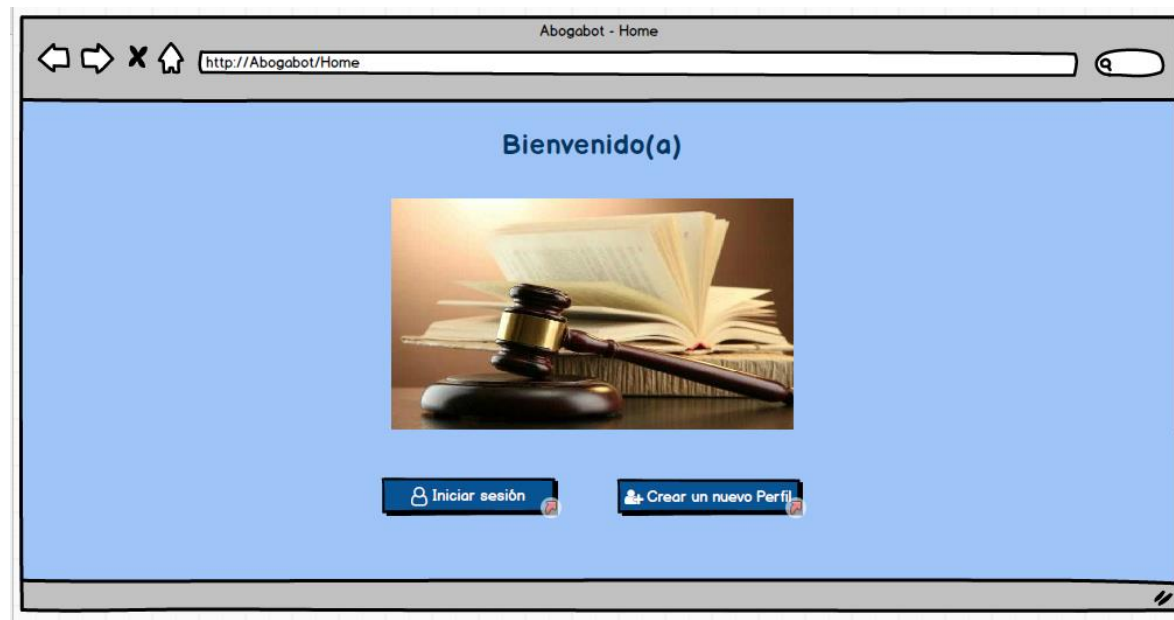 Abogabot - Home
http://Abogabot/Home
Bienvenido(a)
Iniciar sesión
Crear un nuevo Perfil